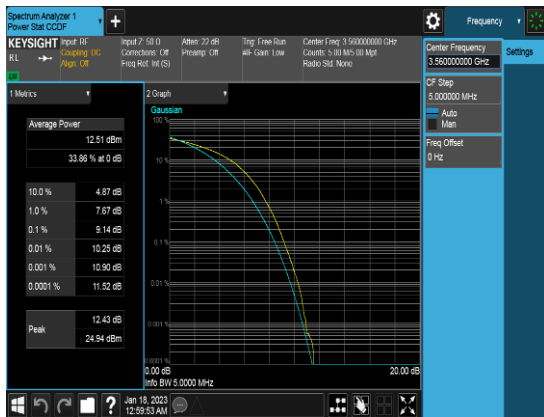 Spectrum Analyzer 1
Power Stat CCDF
Frequency
KEYSIGHT
Input: RF
Coupling: DC
Align: Off
Input Z: 50 Ω
Corrections: Off
Freq Ref: Int (S)
Atten: 22 dB
Preamp: Off
Trig: Free Run
#IF Gain: Low
Center Freq: 3.560000000 GHz
Counts: 5.00 M/5.00 Mpt
Radio Std: None
RL
LXI
Center Frequency
3.560000000 GHz
Settings
CF Step
5.000000 MHz
Auto
Man
Freq Offset
0 Hz
1 Metrics
2 Graph
Average Power
12.51 dBm
33.86 % at 0 dB
10.0 % 4.87 dB
1.0 % 7.67 dB
0.1 % 9.14 dB
0.01 % 10.25 dB
0.001 % 10.90 dB
0.0001 % 11.52 dB
Peak
12.43 dB
24.94 dBm
Gaussian
100 %
10 %
1 %
0.1 %
0.01 %
0.001 %
0.0001 %
0.00 dB
20.00 dB
Info BW 5.0000 MHz
Jan 18, 2023
12:59:53 AM